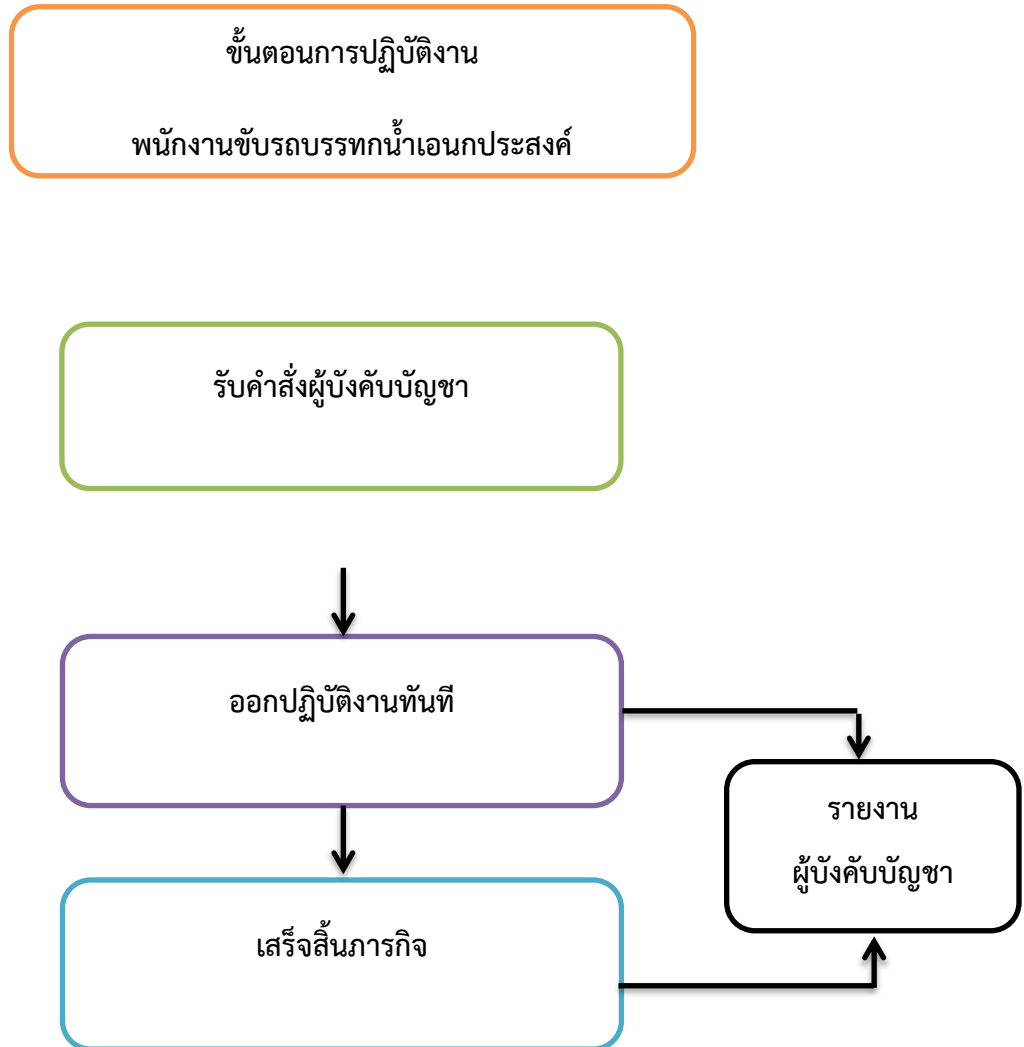 ขั้นตอนการปฏิบัติงาน
พนักงานขับรถบรรทุกน้ำเอนกประสงค์
รับคำสั่งผู้บังคับบัญชา
ออกปฏิบัติงานทันที
รายงาน
ผู้บังคับบัญชา
เสร็จสิ้นภารกิจ